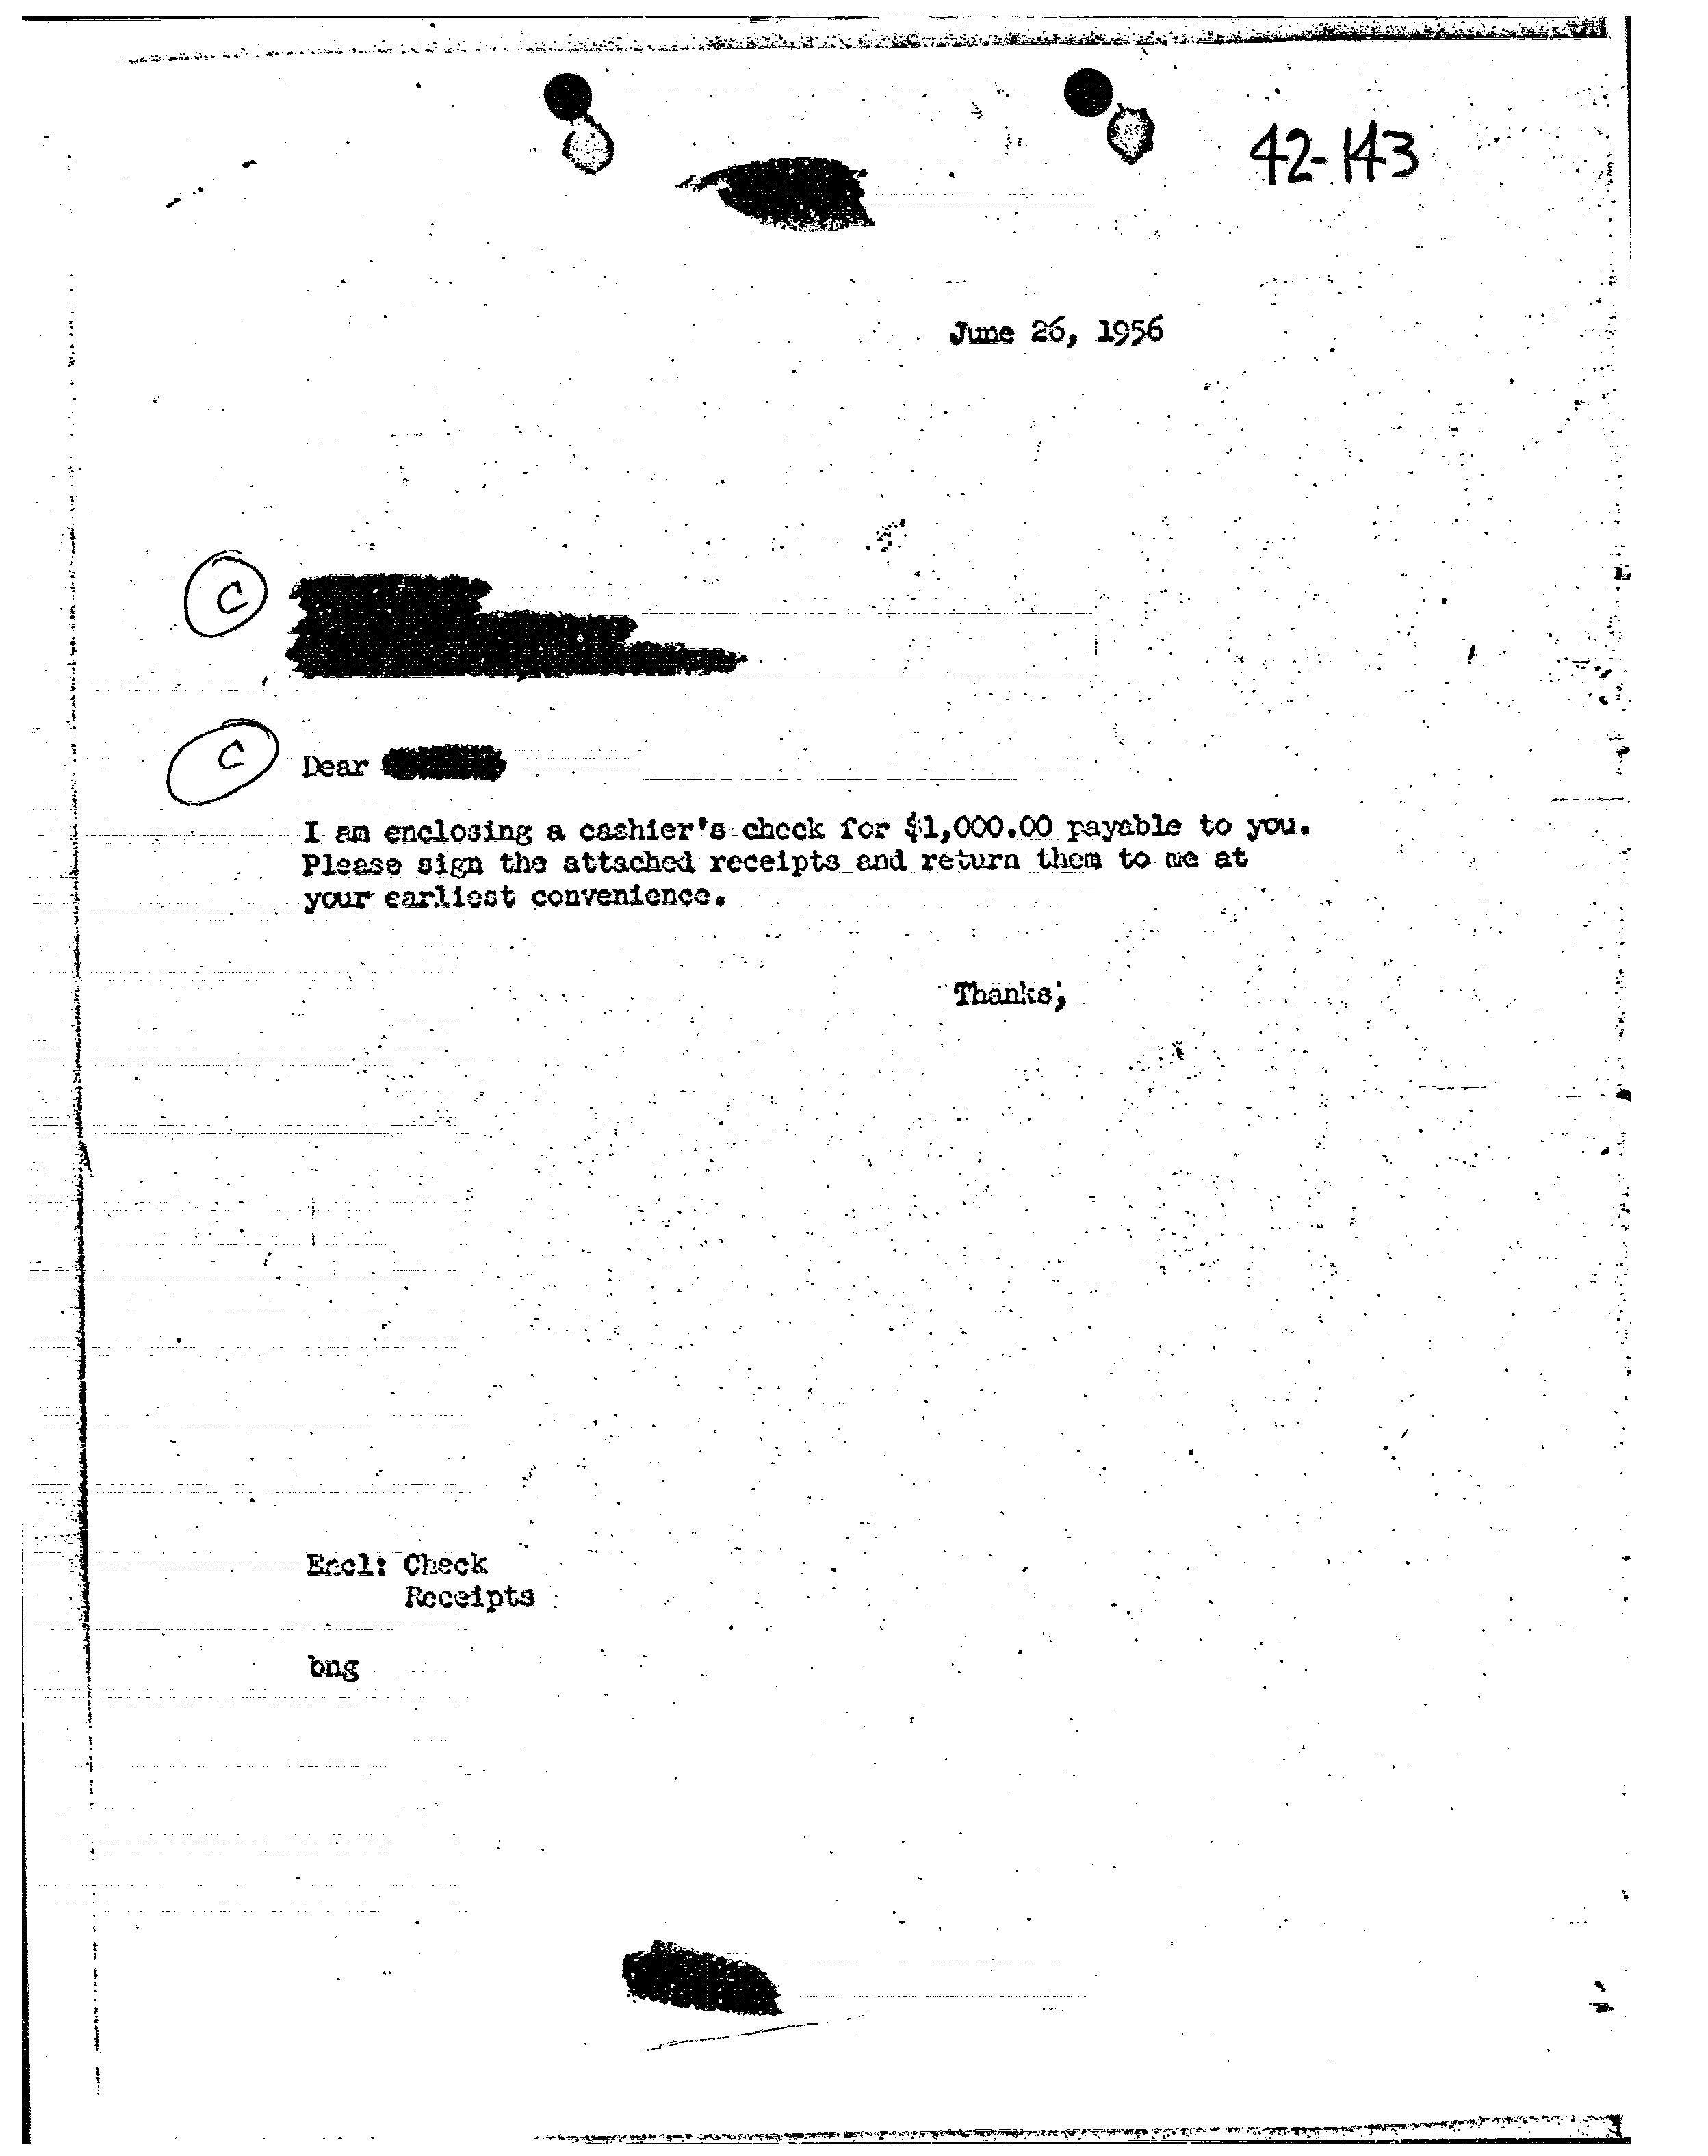 42-143
June 26, 1956
C
C
Dear
I am enclosing a cashier's check for $1,000.00 payable to you.
Please sign the attached receipts and return them to me at
your earliest convenience.
Thanks,
Encl: Check
Receipts
bng